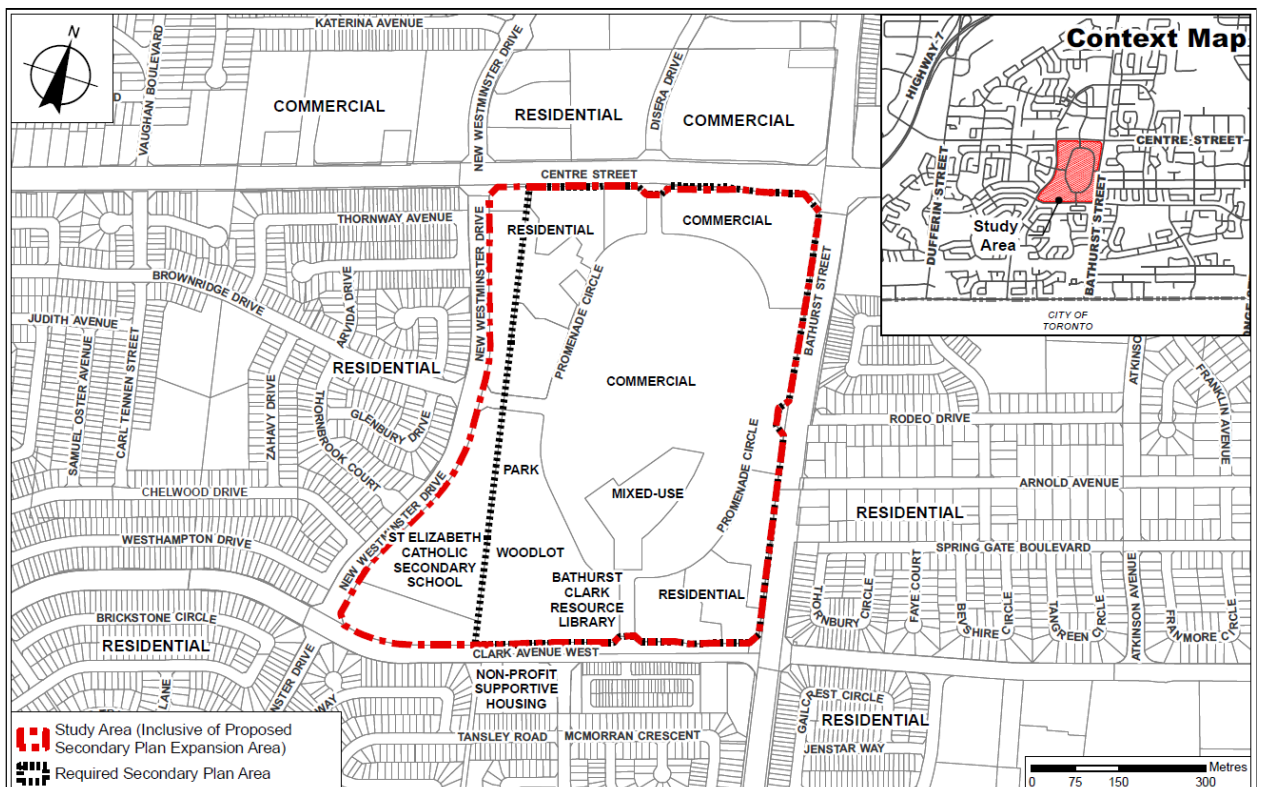 KATERINA AVENUE
N
VAUGHAN BOULEVARD
D
COMMERCIAL
NEW WESTMINSTER DRIVE
RESIDENTIAL
DISERA DRIVE
COMMERCIAL
Context Map
HIGHWAY-7
CENTRE STREET
DUFFERIN STREET
BATHURST STREET
Study
Area
CITY OF
TORONTO
NGE
CENTRE STREET
THORNWAY AVENUE
NEW WESTMINSTER DRIVE
RESIDENTIAL
COMMERCIAL
BROWNRIDGE DRIVE
ARVIDA DRIVE
PROMENADE CIRCLE
BATHURST STREET
JUDITH AVENUE
SAMUEL OSTER AVENUE
CARL TENNEN STREET
ZAHAVY DRIVE
RESIDENTIAL
THORNBROOK COURT
GLENBURY DRIVE
COMMERCIAL
ATKINSON
FRANKLIN AVENUE
RODEO DRIVE
CHELWOOD DRIVE
PARK
MIXED-USE
PROMENADE CIRCLE
ARNOLD AVENUE
RESIDENTIAL
WESTHAMPTON DRIVE
NEW WESTMINSTER DRIVE
ST ELIZABETH
CATHOLIC
SECONDARY
SCHOOL
WOODLOT
BATHURST
CLARK
RESOURCE
LIBRARY
RESIDENTIAL
SPRING GATE BOULEVARD
THORNBURY CIRCLE
FAYE COURT
CIRCLE
TANGREEN CIRCLE
ATKINSON AVENUE
CIRCLE
BRICKSTONE CIRCLE
RESIDENTIAL
CLARK AVENUE WEST
NSTER DRIVE
WAY
LANE
NON-PROFIT
SUPPORTIVE
HOUSING
TANSLEY ROAD
MCMORRAN CRESCENT
EST CIRCLE
RESIDENTIAL
JENSTAR WAY
Study Area (Inclusive of Proposed
Secondary Plan Expansion Area)
Required Secondary Plan Area
Metres
0 75 150 300